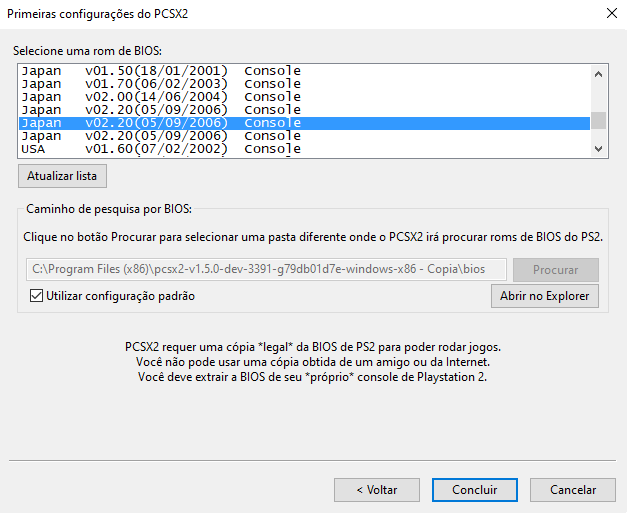 Primeiras configurações do PCSX2
Selecione uma rom de BIOS:
Japan v01.50(18/01/2001) Console
Japan v01.70(06/02/2003) Console
Japan v02.00(14/06/2004) Console
Japan v02.20(05/09/2006) Console
Japan v02.20(05/09/2006) Console
Japan v02.20(05/09/2006) Console
USA v01.60(07/02/2002) Console
Atualizar lista
Caminho de pesquisa por BIOS:
Clique no botão Procurar para selecionar uma pasta diferente onde o PCSX2 irá procurar roms de BIOS do PS2.
C:\Program Files (x86)\pcsx2-v1.5.0-dev-3391-g79db01d7e-windows-x86 - Copia\bios
Procurar
Utilizar configuração padrão
Abrir no Explorer
PCSX2 requer uma cópia *legal* da BIOS de PS2 para poder rodar jogos.
Você não pode usar uma cópia obtida de um amigo ou da Internet.
Você deve extrair a BIOS de seu *próprio* console de Playstation 2.
< Voltar
Concluir
Cancelar